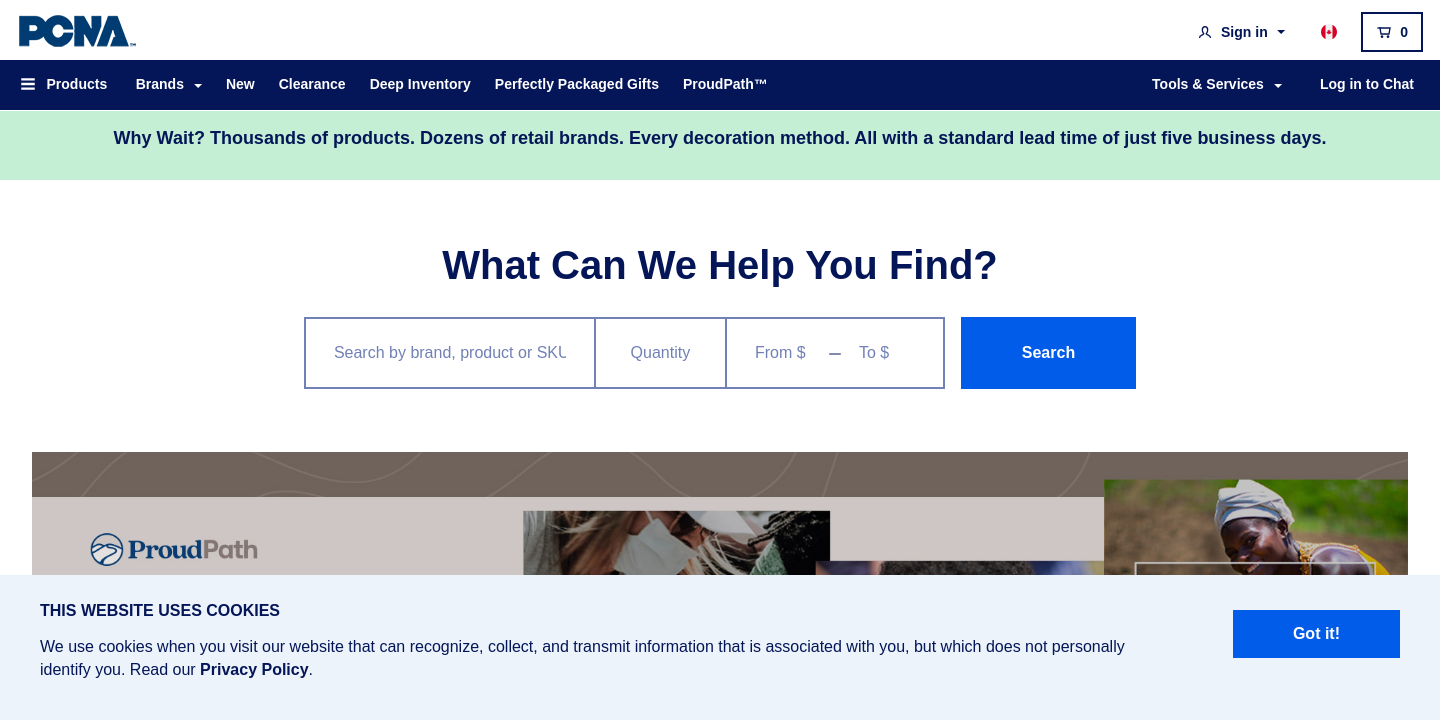 PCNA™
Sign in
0
Products
Brands
New
Clearance
Deep Inventory
Perfectly Packaged Gifts
ProudPath™
Tools & Services
Log in to Chat
Why Wait? Thousands of products. Dozens of retail brands. Every decoration method. All with a standard lead time of just five business days.
What Can We Help You Find?
Search by brand, product or SKU
Quantity
From $
To $
Search
ProudPath
THIS WEBSITE USES COOKIES
We use cookies when you visit our website that can recognize, collect, and transmit information that is associated with you, but which does not personally
identify you. Read our Privacy Policy.
Got it!